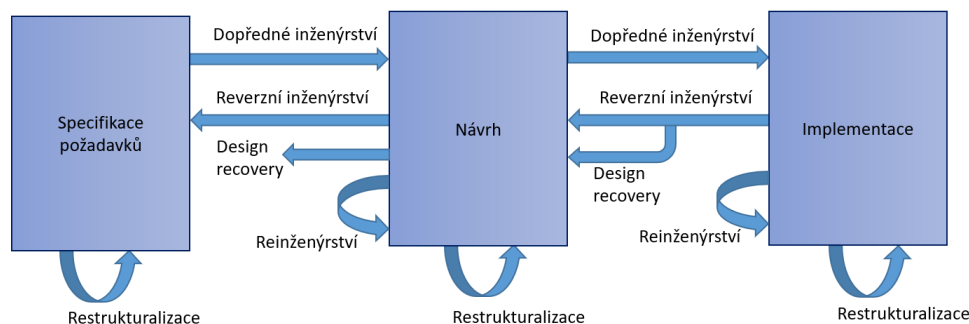 Dopředné inženýrství
Dopředné inženýrství
Reverzní inženýrství
Reverzní inženýrství
Specifikace
požadavků
Návrh
Implementace
Design
recovery
Design
recovery
Reinženýrství
Reinženýrství
Restrukturalizace
Restrukturalizace
Restrukturalizace